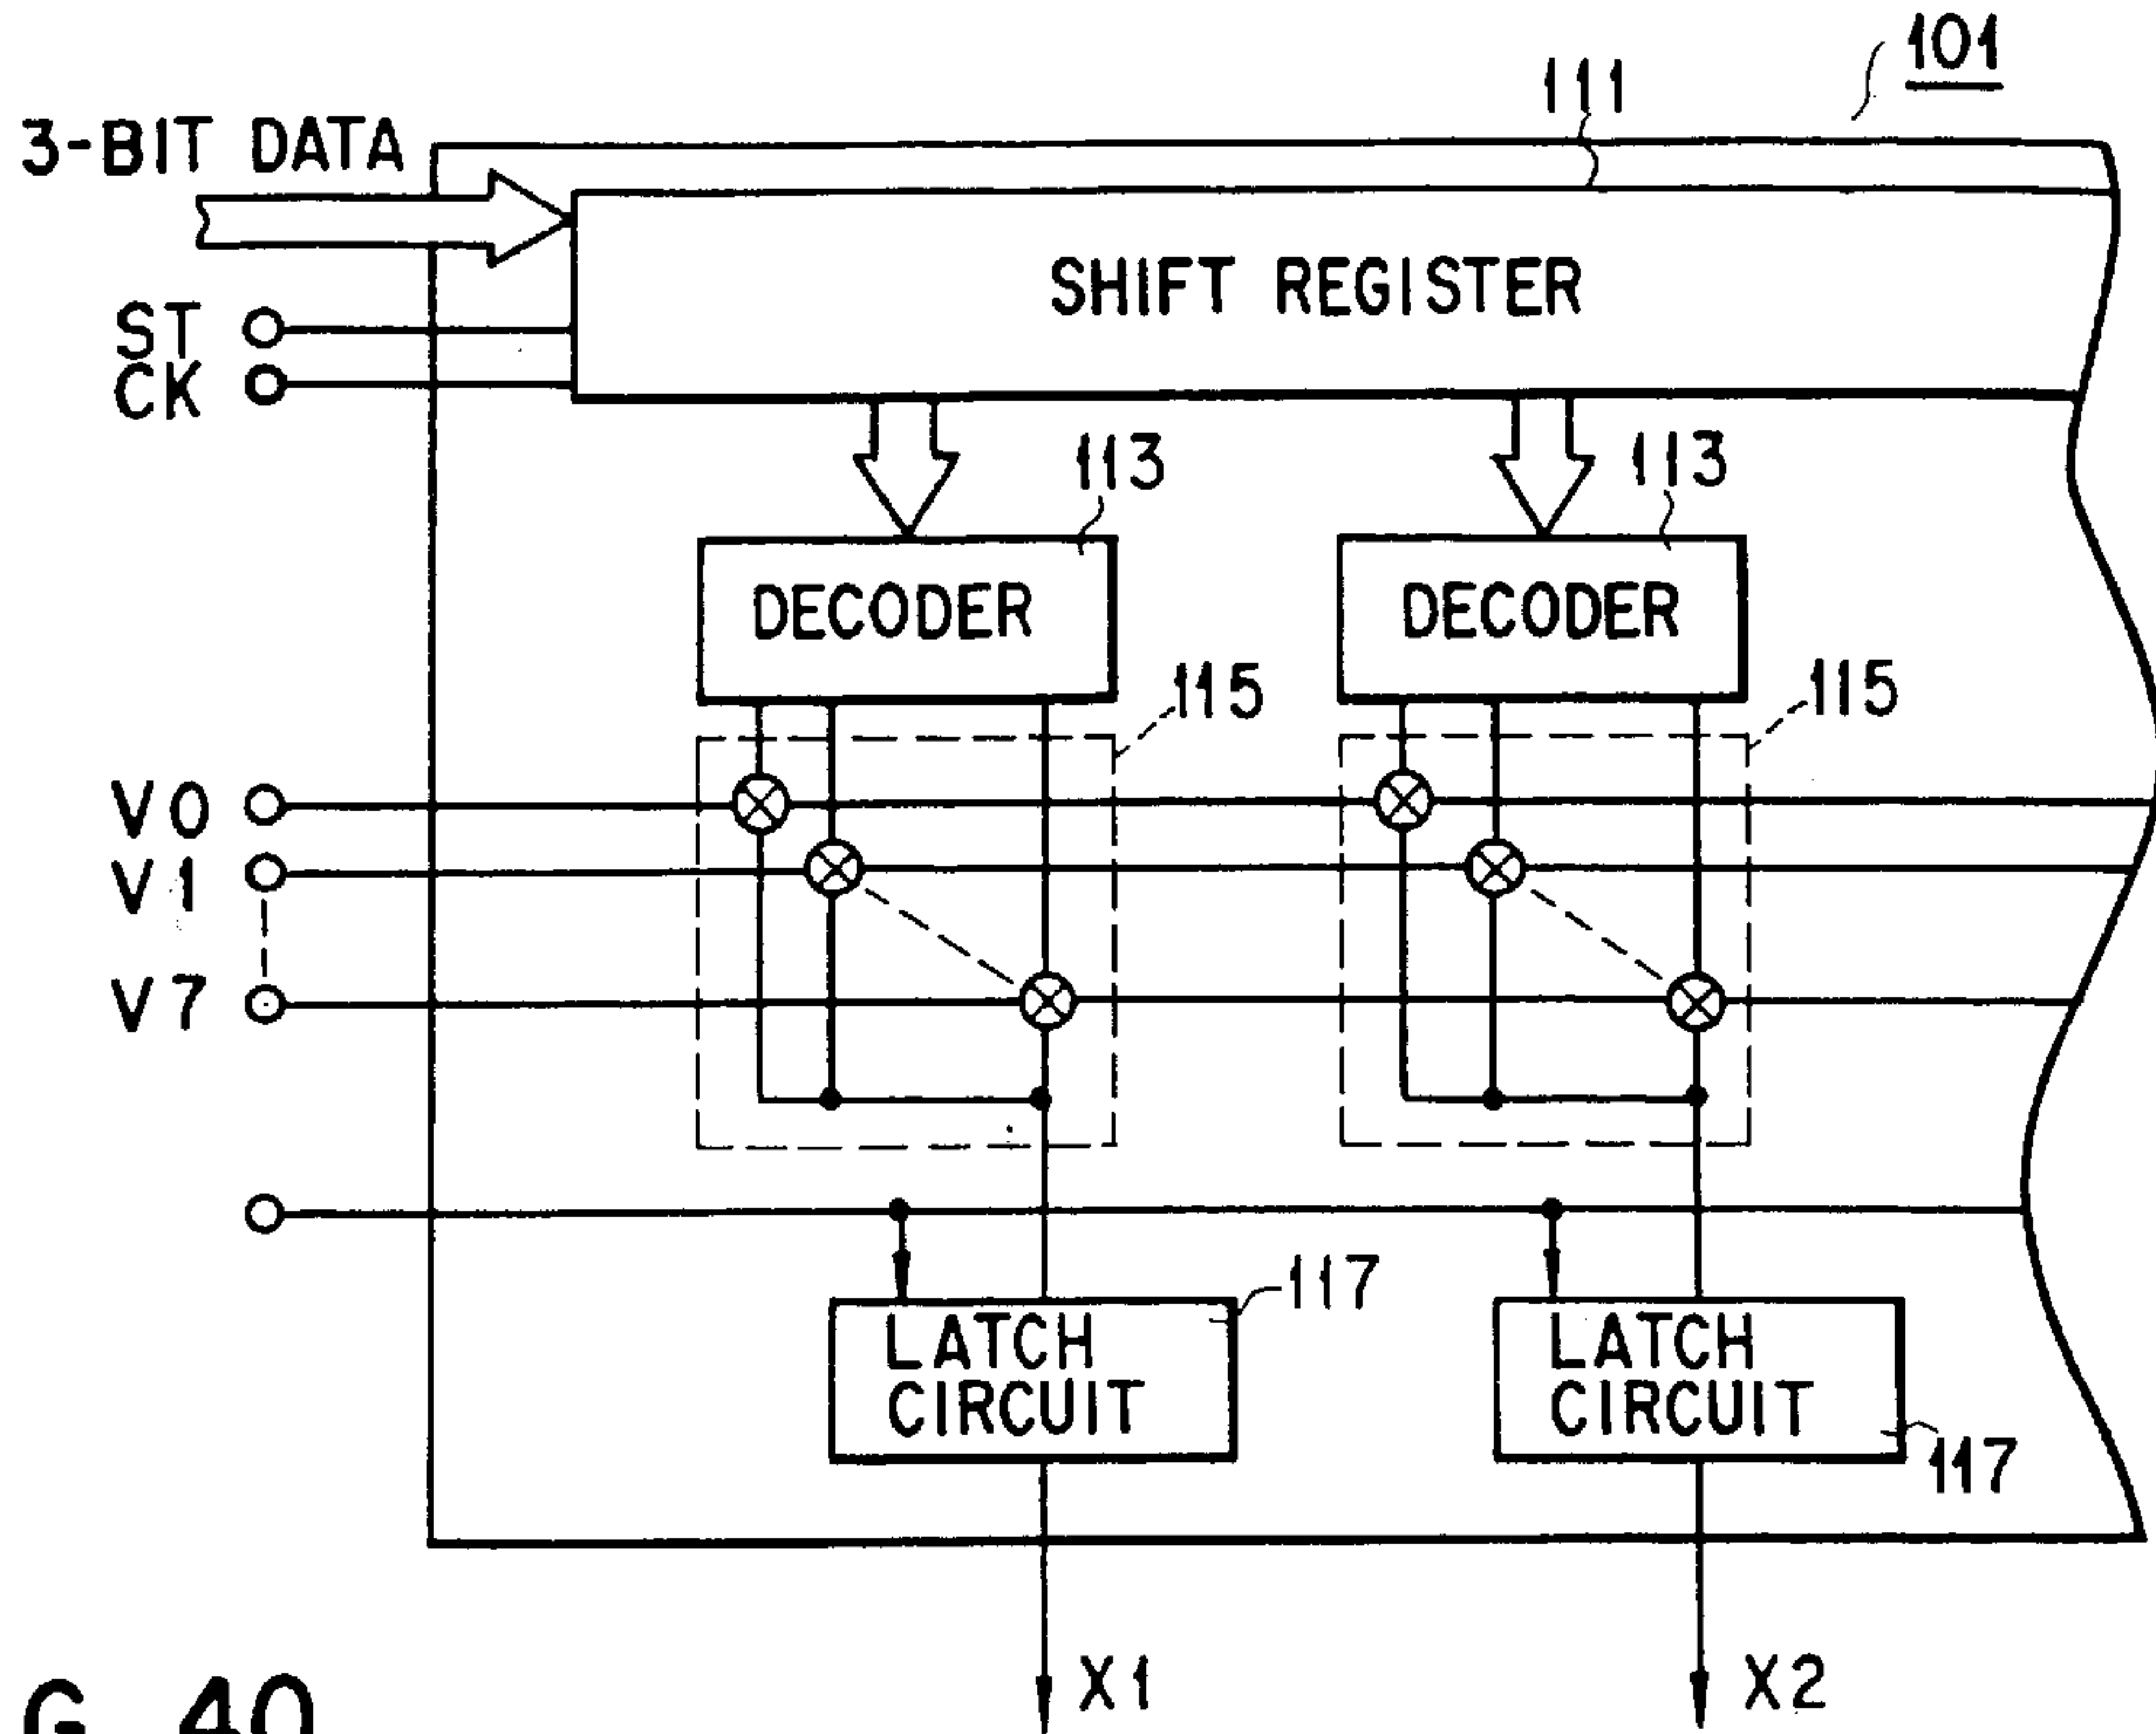 101
111
3-BIT DATA
SHIFT REGISTER
ST
CK
113
113
DECODER
DECODER
115
115
V0
V1
V7
117
LATCH
CIRCUIT
LATCH
CIRCUIT
117
X1
X2
G. 40